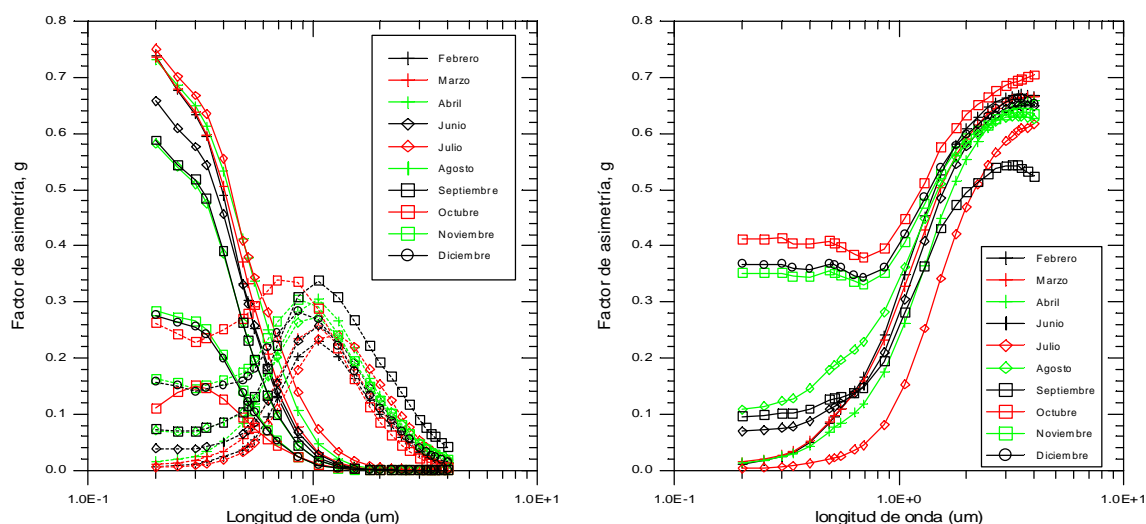 0.8
0.7
0.6
0.5
0.4
0.3
0.2
0.1
0.0
Factor de asimetría, g
1.0E-1
1.0E+0
1.0E+1
Longitud de onda (um)
Febrero
Marzo
Abril
Junio
Julio
Agosto
Septiembre
Octubre
Noviembre
Diciembre
0.8
0.7
0.6
0.5
0.4
0.3
0.2
0.1
0.0
Factor de asimetría, g
1.0E-1
1.0E+0
1.0E+1
longitud de onda (um)
Febrero
Marzo
Abril
Junio
Julio
Agosto
Septiembre
Octubre
Noviembre
Diciembre